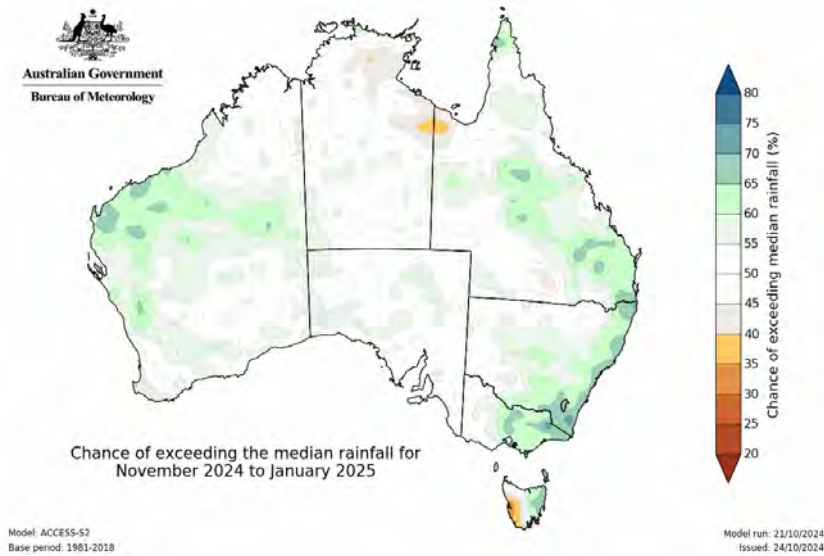 Australian Government
Bureau of Meteorology
80
75
70
65
60
55
50
45
40
35
30
25
20
Chance of exceeding median rainfall (%)
Chance of exceeding the median rainfall for
November 2024 to January 2025
Model: ACCESS-S2
Base period: 1981-2018
Model run: 21/10/2024
Issued: 24/10/2024